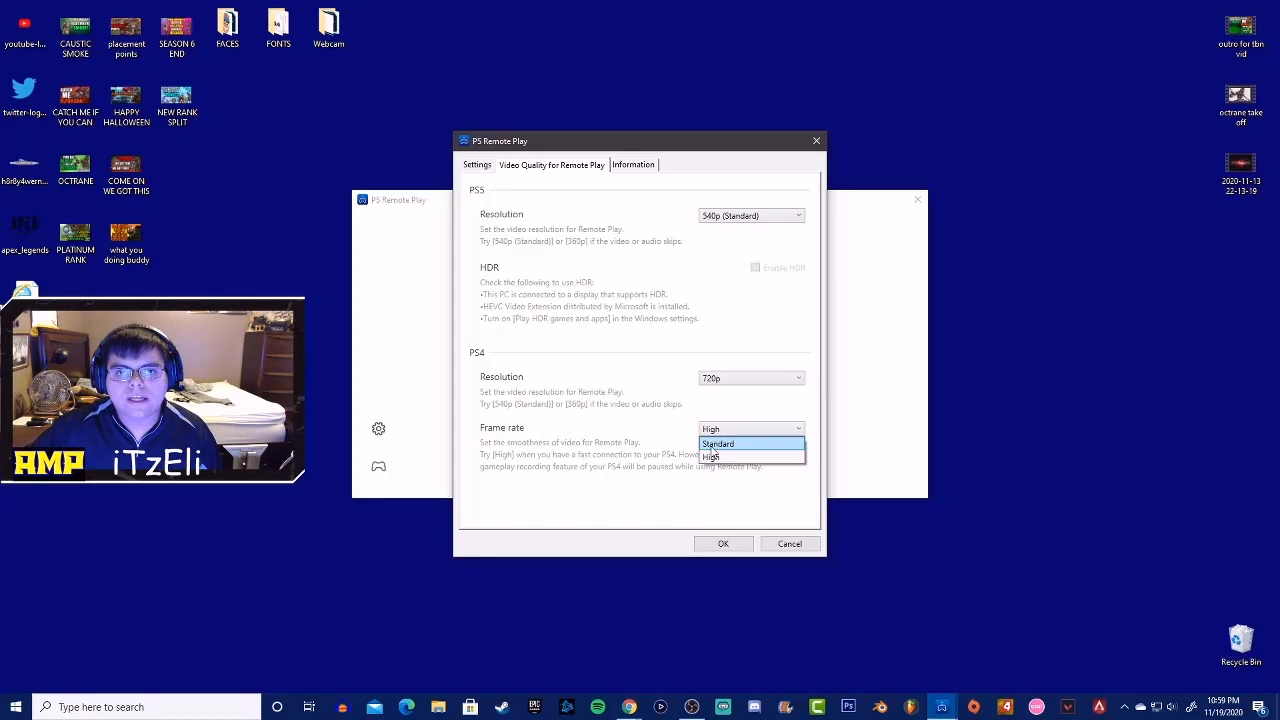 youtube-l...
CAUSTIC SMOKE
placement points
SEASON 6 END
FACES
FONTS
Webcam
outro for tbn vid
twitter-log...
CATCH ME IF YOU CAN
HAPPY HALLOWEEN
NEW RANK SPLIT
octrane take off
h8r8y4wern...
OCTRANE
COME ON WE GOT THIS
2020-11-13 22-13-19
apex_legends
PLATINUM RANK
what you doing buddy
PS Remote Play
PS Remote Play
Settings
Video Quality for Remote Play
Information
PS5
Resolution
540p (Standard)
Set the video resolution for Remote Play.
Try [540p (Standard)] or [360p] if the video or audio skips.
HDR
Enable HDR
Check the following to use HDR:
•This PC is connected to a display that supports HDR.
•HEVC Video Extension distributed by Microsoft is installed.
•Turn on [Play HDR games and apps] in the Windows settings.
PS4
Resolution
720p
Set the video resolution for Remote Play.
Try [540p (Standard)] or [360p] if the video or audio skips.
Frame rate
High
Standard
High
Set the smoothness of video for Remote Play.
Try [High] when you have a fast connection to your PS4. Howe
gameplay recording feature of your PS4 will be paused while using Remote Play.
OK
Cancel
AMP iTzEli
Recycle Bin
Type here to search
10:59 PM
11/19/2020